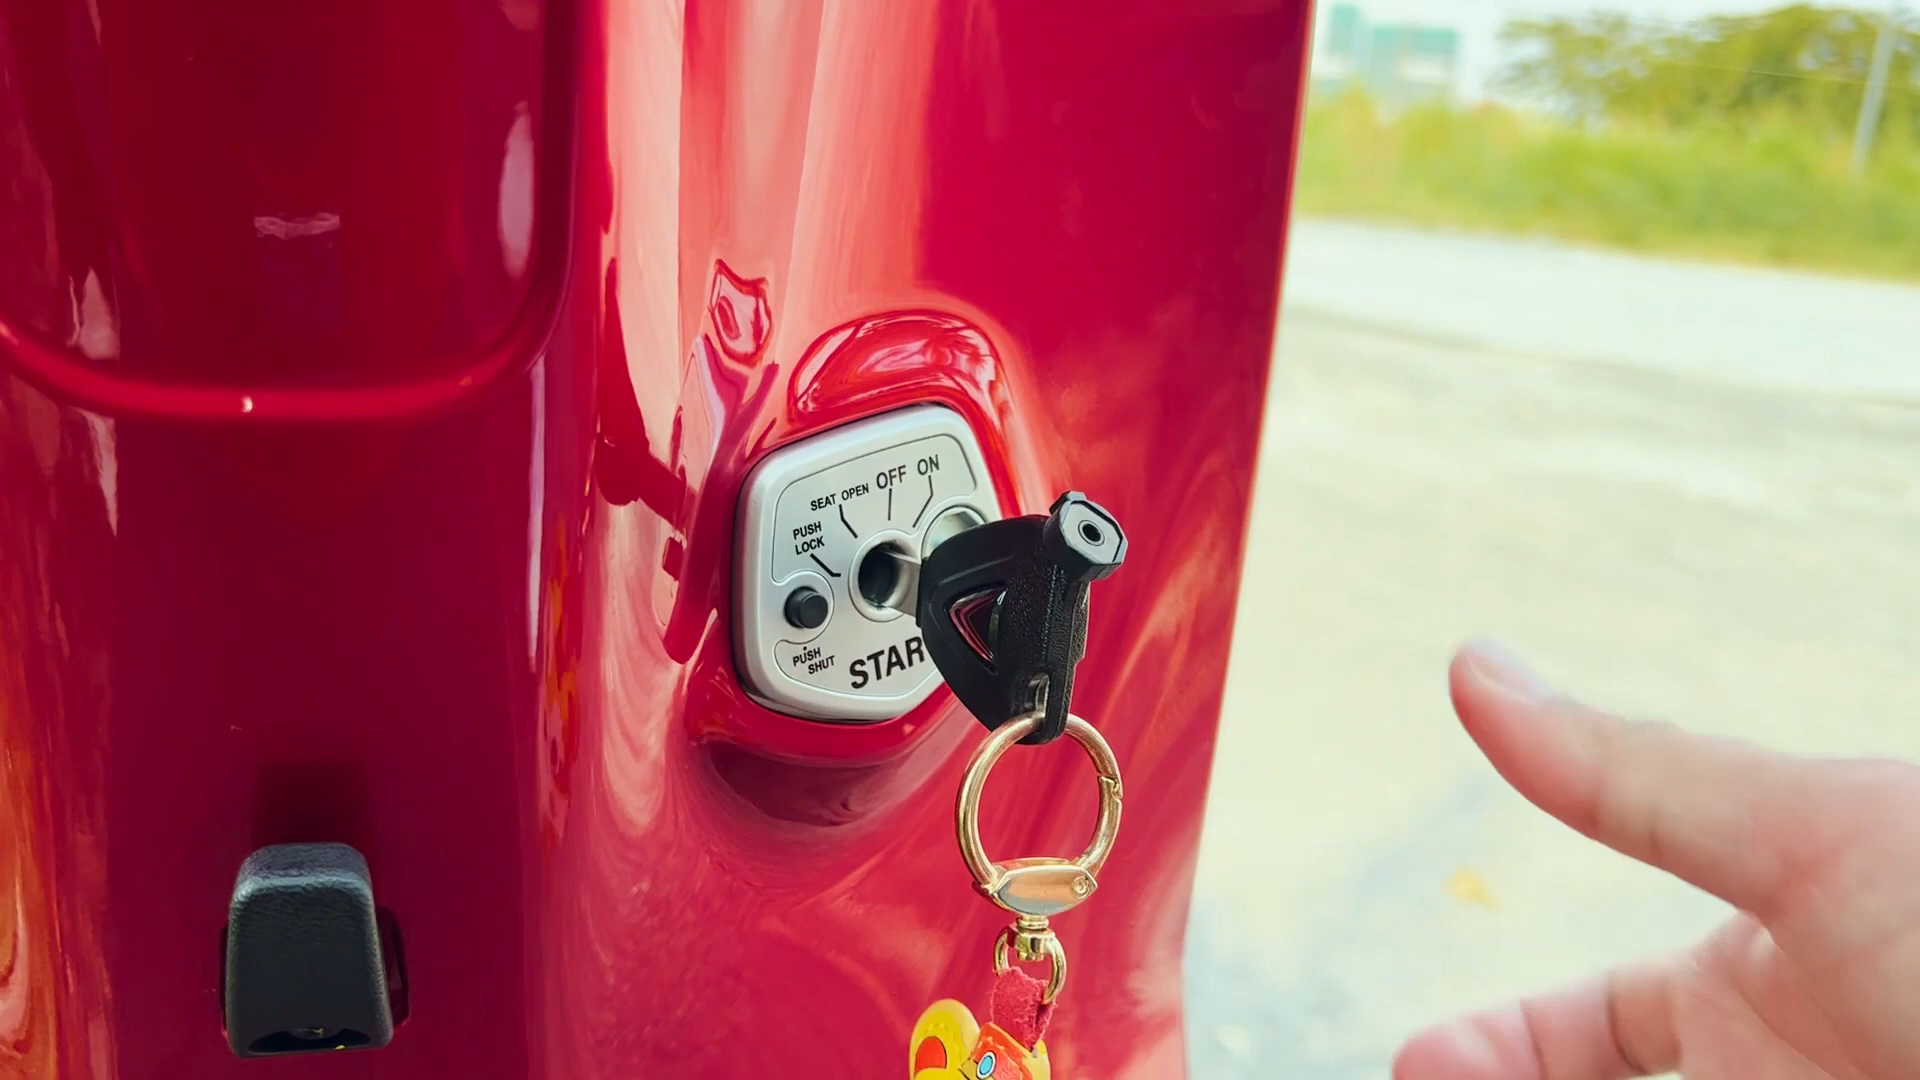 OFF ON
SEAT OPEN
PUSH
LOCK
PUSH
SHUT
STAR